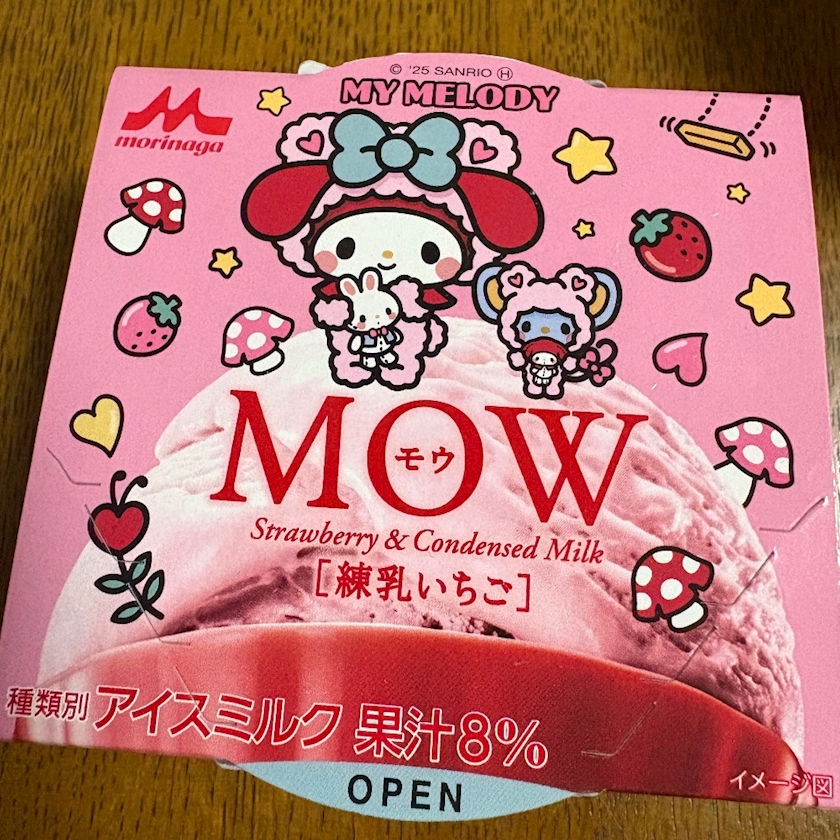 © '25 SANRIO Ⓗ
MY MELODY
morinaga
MOW
モウ
Strawberry & Condensed Milk
[練乳いちご]
種類別 アイスミルク 果汁8%
イメージ図
OPEN